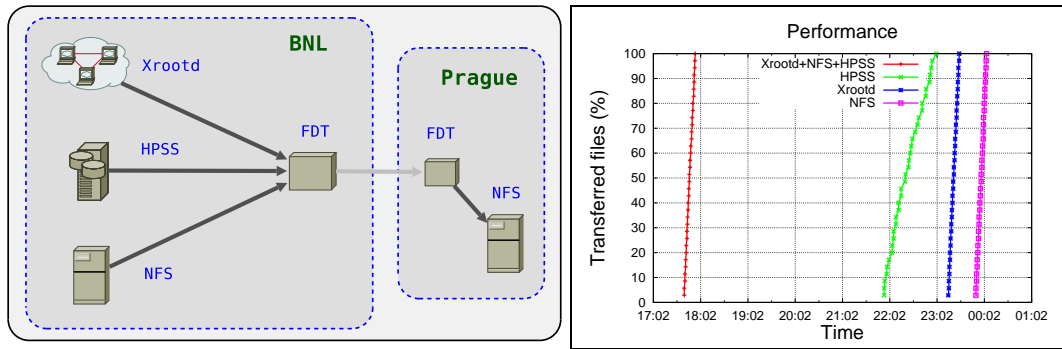 BNL
Xrootd
Prague
FDT
FDT
HPSS
NFS
NFS
Performance
Transferred files (%)
100
90
80
70
60
50
40
30
20
10
0
Xrootd+NFS+HPSS
HPSS
Xrootd
NFS
17:02 18:02 19:02 20:02 21:02 22:02 23:02 00:02 01:02
Time